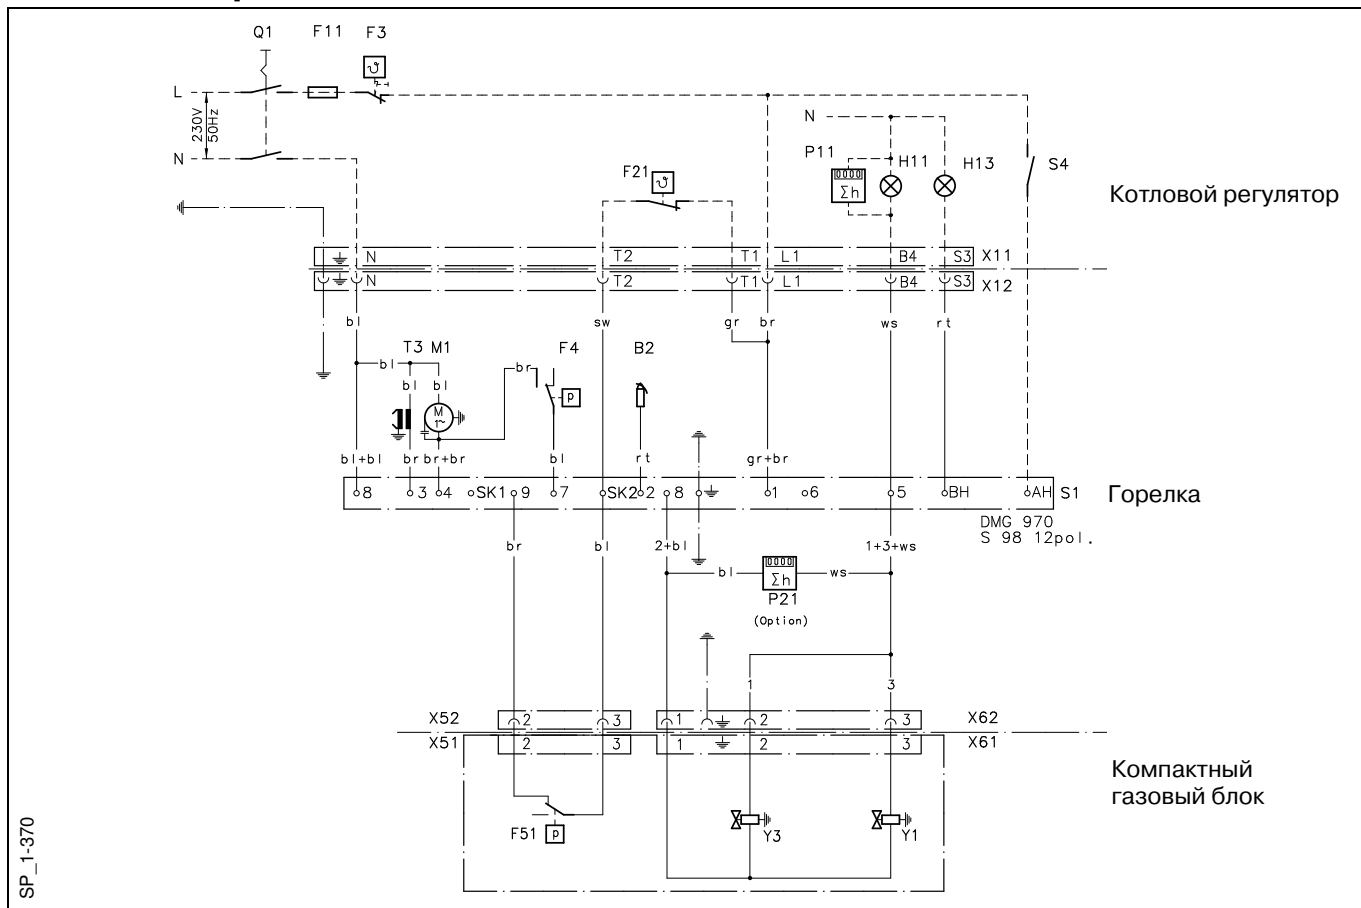 Q1 F11 F3
ϑ
L
230V
50Hz
N
N
P11 0000 Σh H11 H13 S4
F21 ϑ
Котловой регулятор
N T2 T1 L1 B4 S3 X11
N T2 T1 L1 B4 S3 X12
bl sw gr br ws rt
T3 M1 F4 B2
bl br
bl bl
M 1~ p
bl+bl br br+br bl rt gr+br
8 3 4 SK1 9 7 SK2 2 8 1 6 5 BH AH S1
Горелка
DMG 970
S 98 12pol.
br bl 2+bl 1+3+ws
bl 0000 Σh ws
P21
(Option)
1 3
X52 2 3 1 2 3 X62
X51 2 3 1 2 3 X61
Компактный
газовый блок
F51 p Y3 Y1
SP_1-370